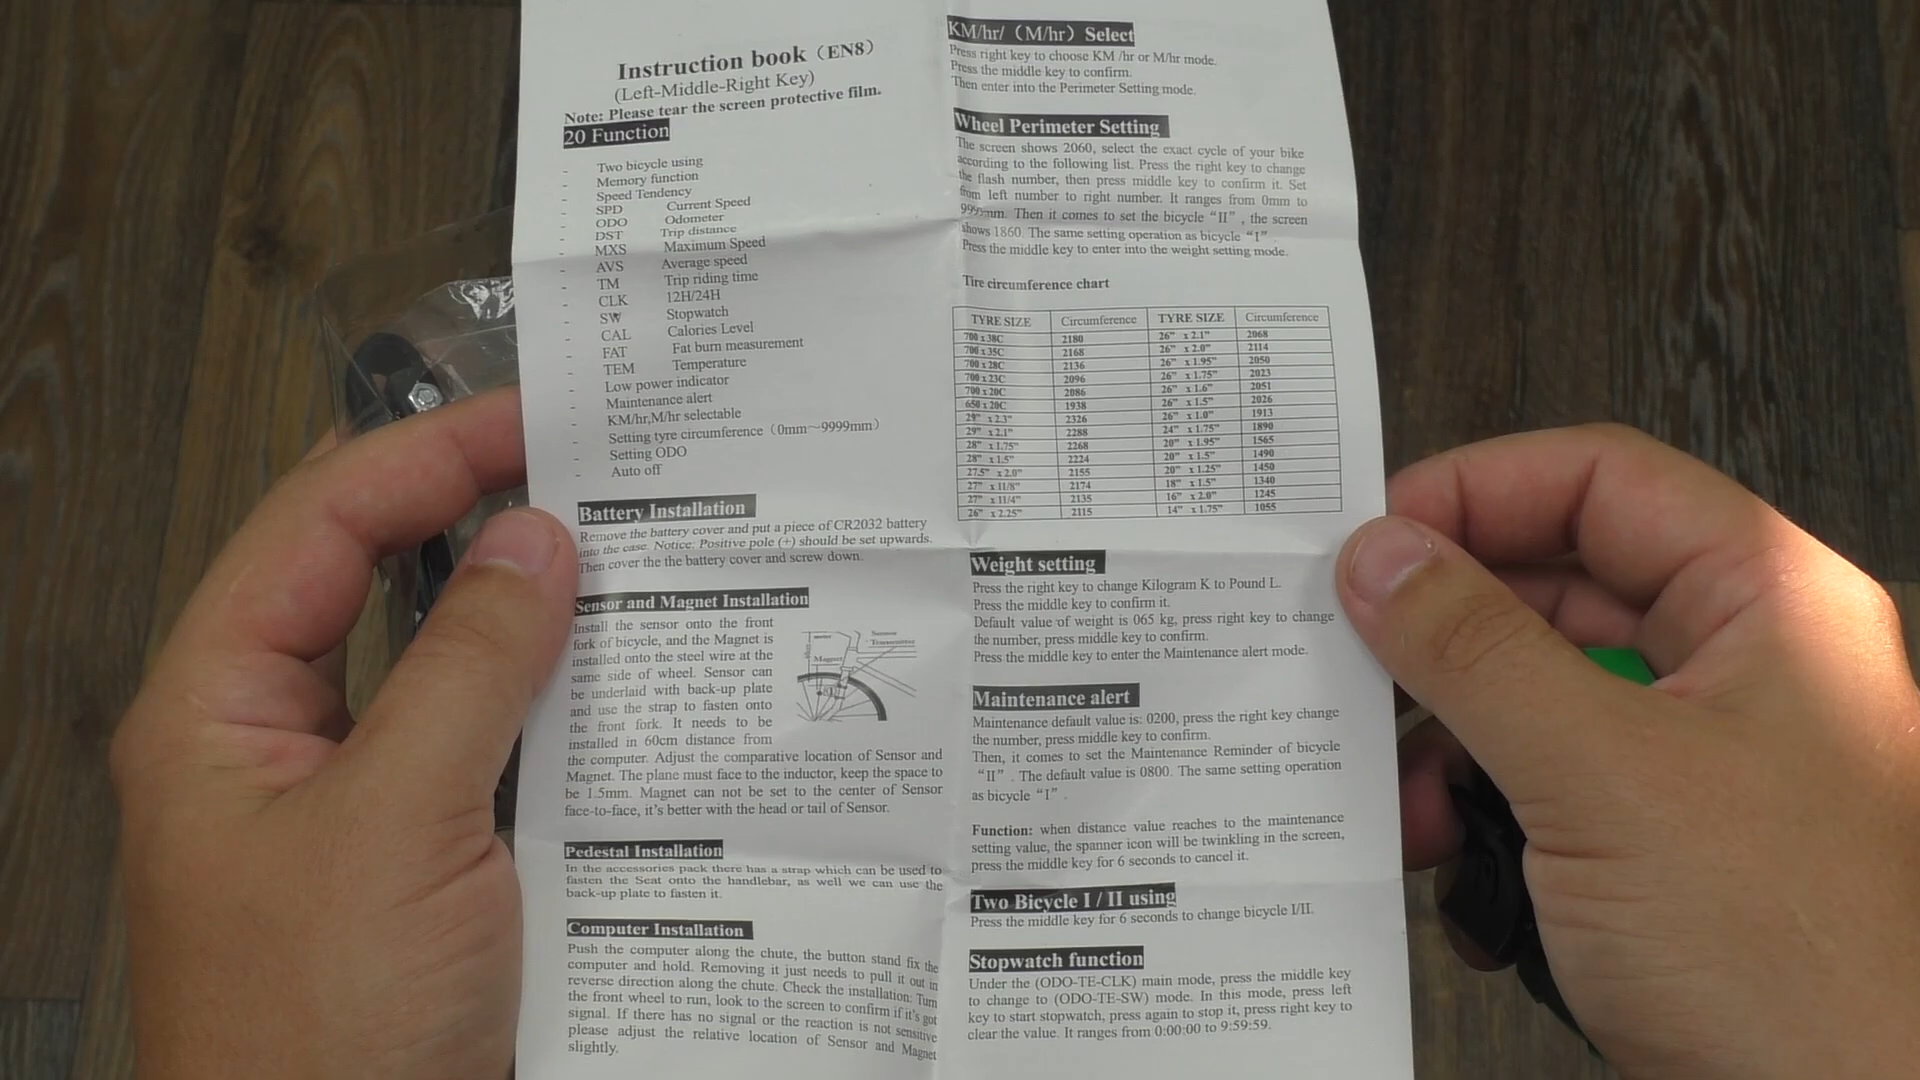 Instruction book（EN8）
(Left-Middle-Right Key)
Note: Please tear the screen protective film.
20 Function
- Two bicycle using
- Memory function
- Speed Tendency
- SPD Current Speed
- ODO Odometer
- DST Trip distance
- MXS Maximum Speed
- AVS Average speed
- TM Trip riding time
- CLK 12H/24H
- SW Stopwatch
- CAL Calories Level
- FAT Fat burn measurement
- TEM Temperature
- Low power indicator
- Maintenance alert
- KM/hr,M/hr selectable
- Setting tyre circumference（0mm～9999mm）
- Setting ODO
- Auto off
Battery Installation
Remove the battery cover and put a piece of CR2032 battery
into the case. Notice: Positive pole (+) should be set upwards.
Then cover the the battery cover and screw down.
Sensor and Magnet Installation
Install the sensor onto the front
fork of bicycle, and the Magnet is
installed onto the steel wire at the
same side of wheel. Sensor can
be underlaid with back-up plate
and use the strap to fasten onto
the front fork. It needs to be
installed in 60cm distance from
the computer. Adjust the comparative location of Sensor and
Magnet. The plane must face to the inductor, keep the space to
be 1.5mm. Magnet can not be set to the center of Sensor
face-to-face, it's better with the head or tail of Sensor.
Sensor
Transmitter
Magnet
Pedestal Installation
In the accessories pack there has a strap which can be used to
fasten the Seat onto the handlebar, as well we can use the
back-up plate to fasten it.
Computer Installation
Push the computer along the chute, the button stand fix the
computer and hold. Removing it just needs to pull it out in
reverse direction along the chute. Check the installation: Turn
the front wheel to run, look to the screen to confirm if it's got
signal. If there has no signal or the reaction is not sensitive
please adjust the relative location of Sensor and Magnet
slightly.
KM/hr/（M/hr）Select
Press right key to choose KM /hr or M/hr mode.
Press the middle key to confirm.
Then enter into the Perimeter Setting mode.
Wheel Perimeter Setting
The screen shows 2060, select the exact cycle of your bike
according to the following list. Press the right key to change
the flash number, then press middle key to confirm it. Set
from left number to right number. It ranges from 0mm to
9999mm. Then it comes to set the bicycle “II”, the screen
shows 1860. The same setting operation as bicycle “I”.
Press the middle key to enter into the weight setting mode.
Tire circumference chart
TYRE SIZE Circumference TYRE SIZE Circumference
700 x 38C 2180 26" x 2.1" 2068
700 x 35C 2168 26" x 2.0" 2114
700 x 28C 2136 26" x 1.95" 2050
700 x 23C 2096 26" x 1.75" 2023
700 x 20C 2086 26" x 1.6" 2051
650 x 20C 1938 26" x 1.5" 2026
29" x 2.3" 2326 26" x 1.0" 1913
29" x 2.1" 2288 24" x 1.75" 1890
28" x 1.75" 2268 20" x 1.95" 1565
28" x 1.5" 2224 20" x 1.5" 1490
27.5" x 2.0" 2155 20" x 1.25" 1450
27" x 11/8" 2174 18" x 1.5" 1340
27" x 11/4" 2135 16" x 2.0" 1245
26" x 2.25" 2115 14" x 1.75" 1055
Weight setting
Press the right key to change Kilogram K to Pound L.
Press the middle key to confirm it.
Default value of weight is 065 kg, press right key to change
the number, press middle key to confirm.
Press the middle key to enter the Maintenance alert mode.
Maintenance alert
Maintenance default value is: 0200, press the right key change
the number, press middle key to confirm.
Then, it comes to set the Maintenance Reminder of bicycle
“II”. The default value is 0800. The same setting operation
as bicycle “I”.
Function: when distance value reaches to the maintenance
setting value, the spanner icon will be twinkling in the screen,
press the middle key for 6 seconds to cancel it.
Two Bicycle I / II using
Press the middle key for 6 seconds to change bicycle I/II.
Stopwatch function
Under the (ODO-TE-CLK) main mode, press the middle key
to change to (ODO-TE-SW) mode. In this mode, press left
key to start stopwatch, press again to stop it, press right key to
clear the value. It ranges from 0:00:00 to 9:59:59.